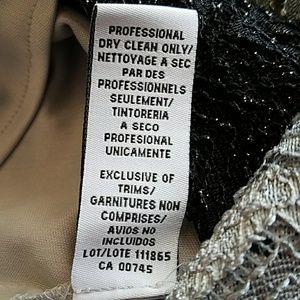 PROFESSIONAL
DRY CLEAN ONLY/
NETTOYAGE A SEC
PAR DES
PROFESSIONNELS
SEULEMENT/
TINTORERIA
A SECO
PROFESIONAL
UNICAMENTE
EXCLUSIVE OF
TRIMS/
GARNITURES NON
COMPRISES/
AVIOS NO
INCLUIDOS
LOT/LOTE 111865
CA 00745